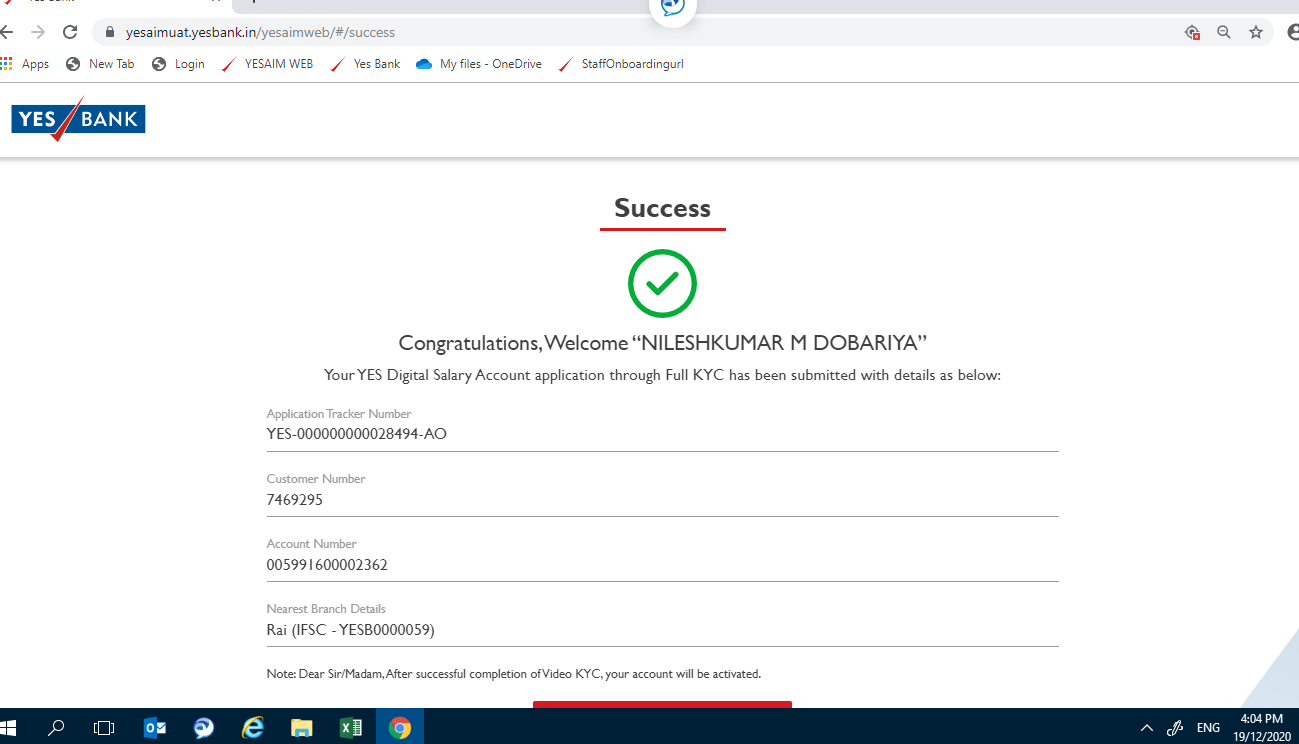 yesaimuat.yesbank.in/yesaimweb/#/success
Apps New Tab Login YESAIM WEB Yes Bank My files - OneDrive StaffOnboardingurl
YES BANK
Success
Congratulations, Welcome “NILESHKUMAR M DOBARIYA”
Your YES Digital Salary Account application through Full KYC has been submitted with details as below:
Application Tracker Number
YES-000000000028494-AO
Customer Number
7469295
Account Number
005991600002362
Nearest Branch Details
Rai (IFSC - YESB0000059)
Note: Dear Sir/Madam, After successful completion of Video KYC, your account will be activated.
ENG
4:04 PM
19/12/2020